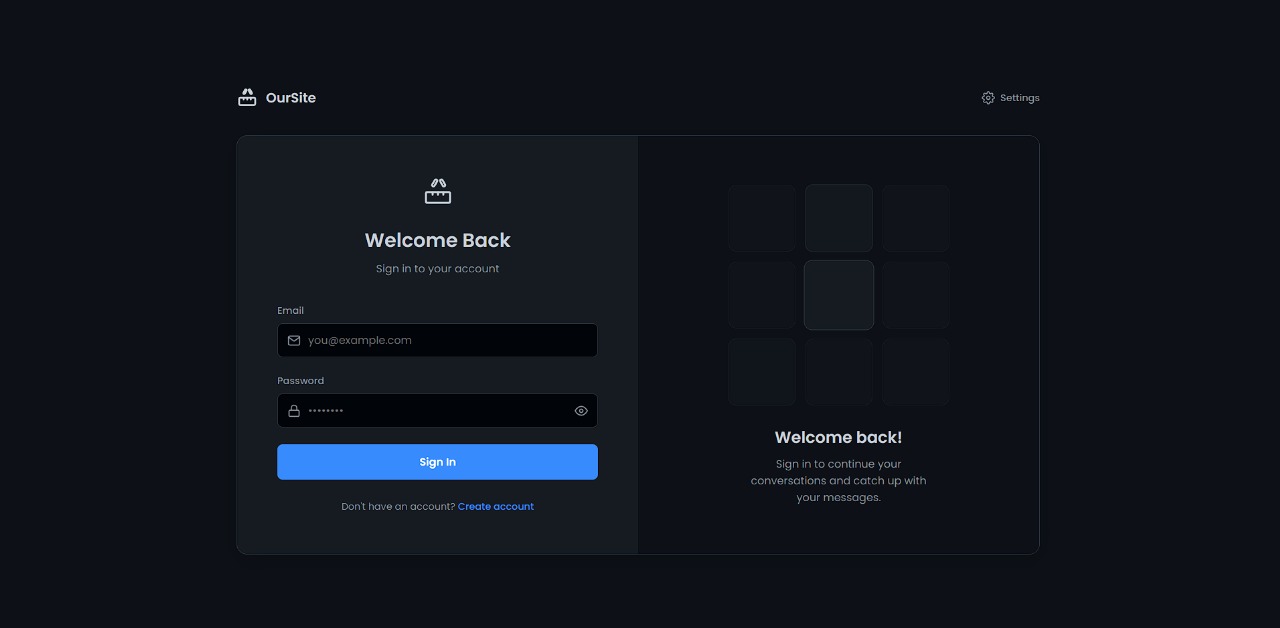 OurSite
Settings
Welcome Back
Sign in to your account
Email
you@example.com
Password
••••••••
Sign In
Don't have an account? Create account
Welcome back!
Sign in to continue your
conversations and catch up with
your messages.